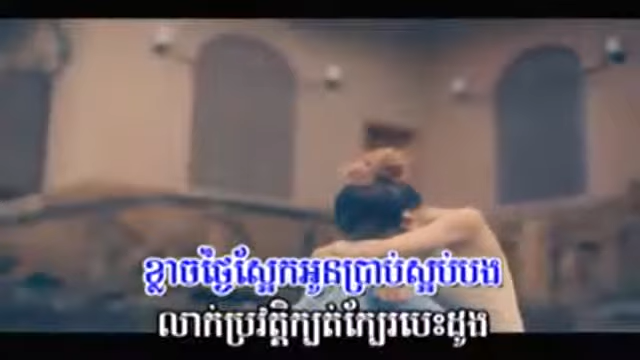 ខ្លាចថ្ងៃស្អែកអូនប្រាប់ស្អប់បង
លាក់ប្រវត្តិក្បត់ក្បែរបេះដូង